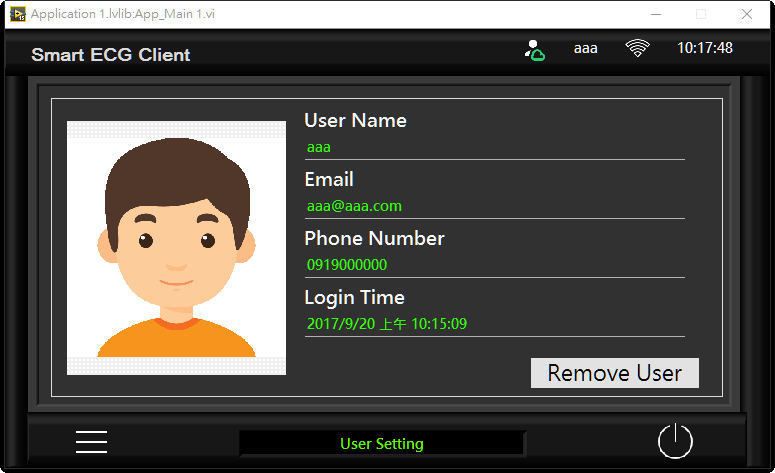 Application 1.lvlib:App_Main 1.vi
Smart ECG Client
aaa
10:17:48
User Name
aaa
Email
aaa@aaa.com
Phone Number
0919000000
Login Time
2017/9/20 上午 10:15:09
Remove User
User Setting